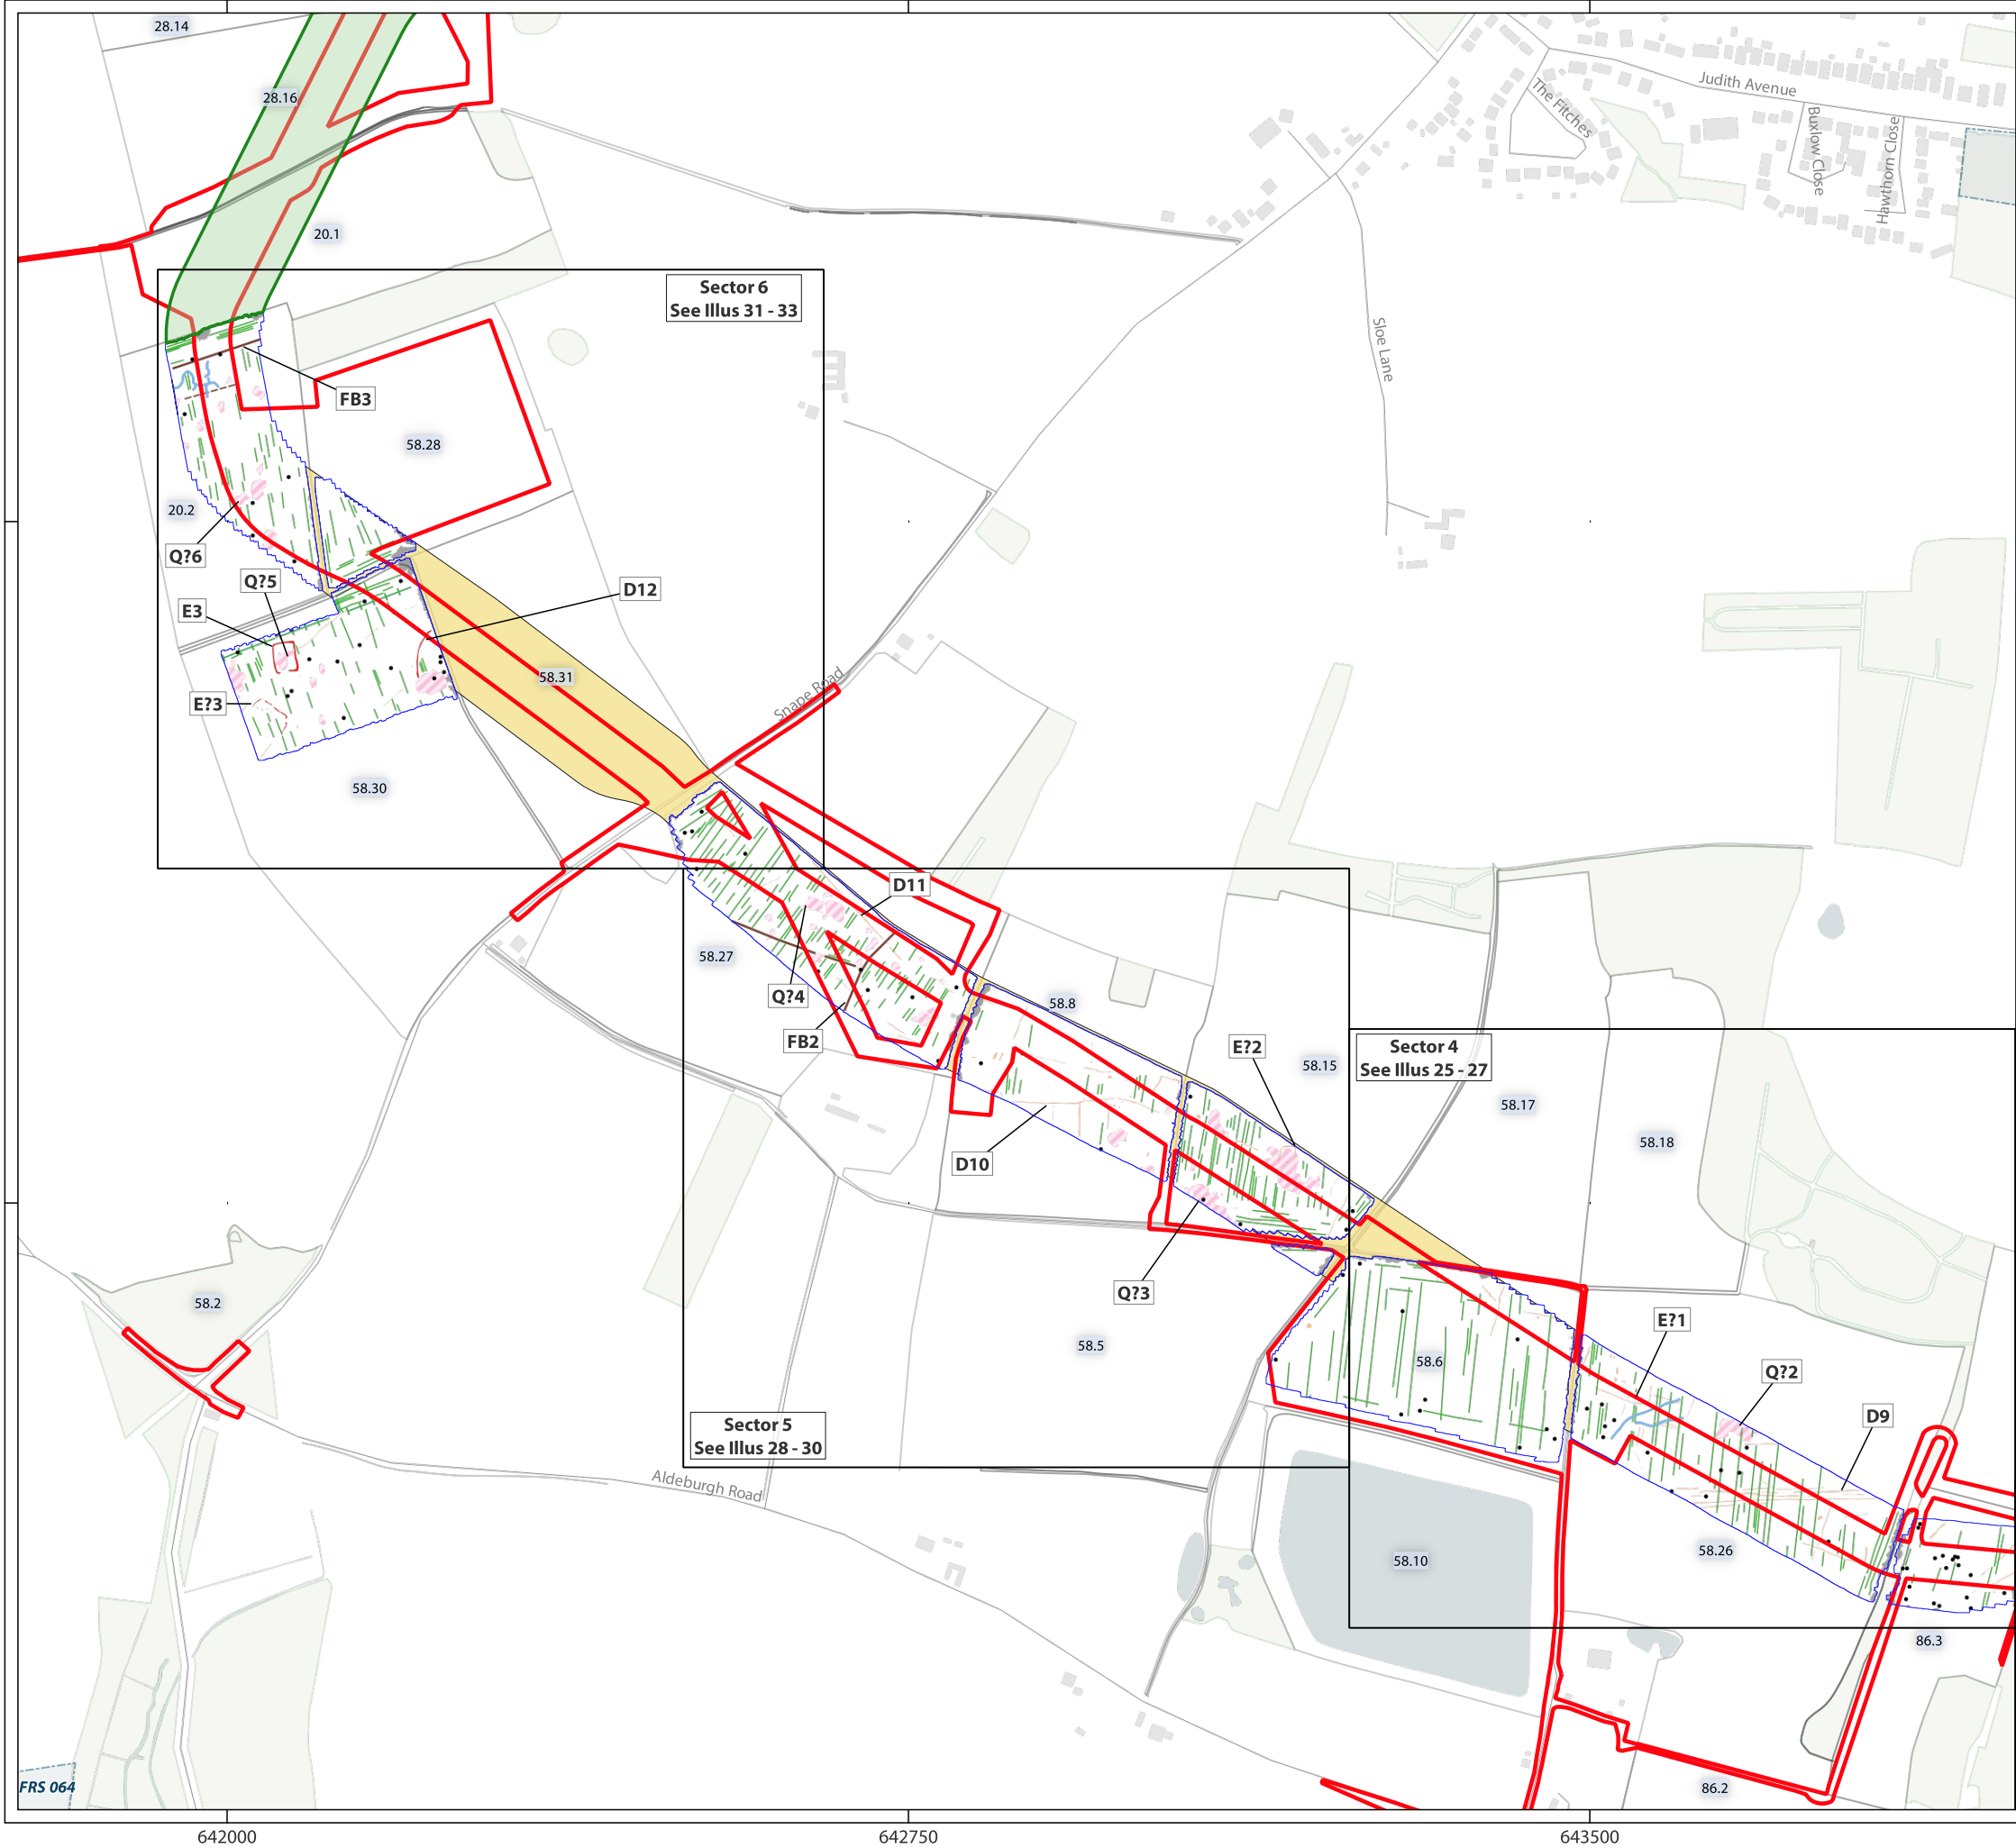 28.14
Judith Avenue
The Fitches
Buxlow Close
Hawthorn Close
28.16
20.1
Sector 6
See Illus 31 - 33
Sloe Lane
FB3
58.28
20.2
Q?6
Q?5
D12
E3
58.31
Snape Road
E?3
58.30
D11
58.27
Q?4
58.8
FB2
E?2
58.15
Sector 4
See Illus 25 - 27
58.17
58.18
D10
Q?3
58.2
E?1
58.5
58.6
Q?2
D9
Sector 5
See Illus 28 - 30
Aldeburgh Road
58.10
58.26
86.3
FRS 064
86.2
642000
642750
643500